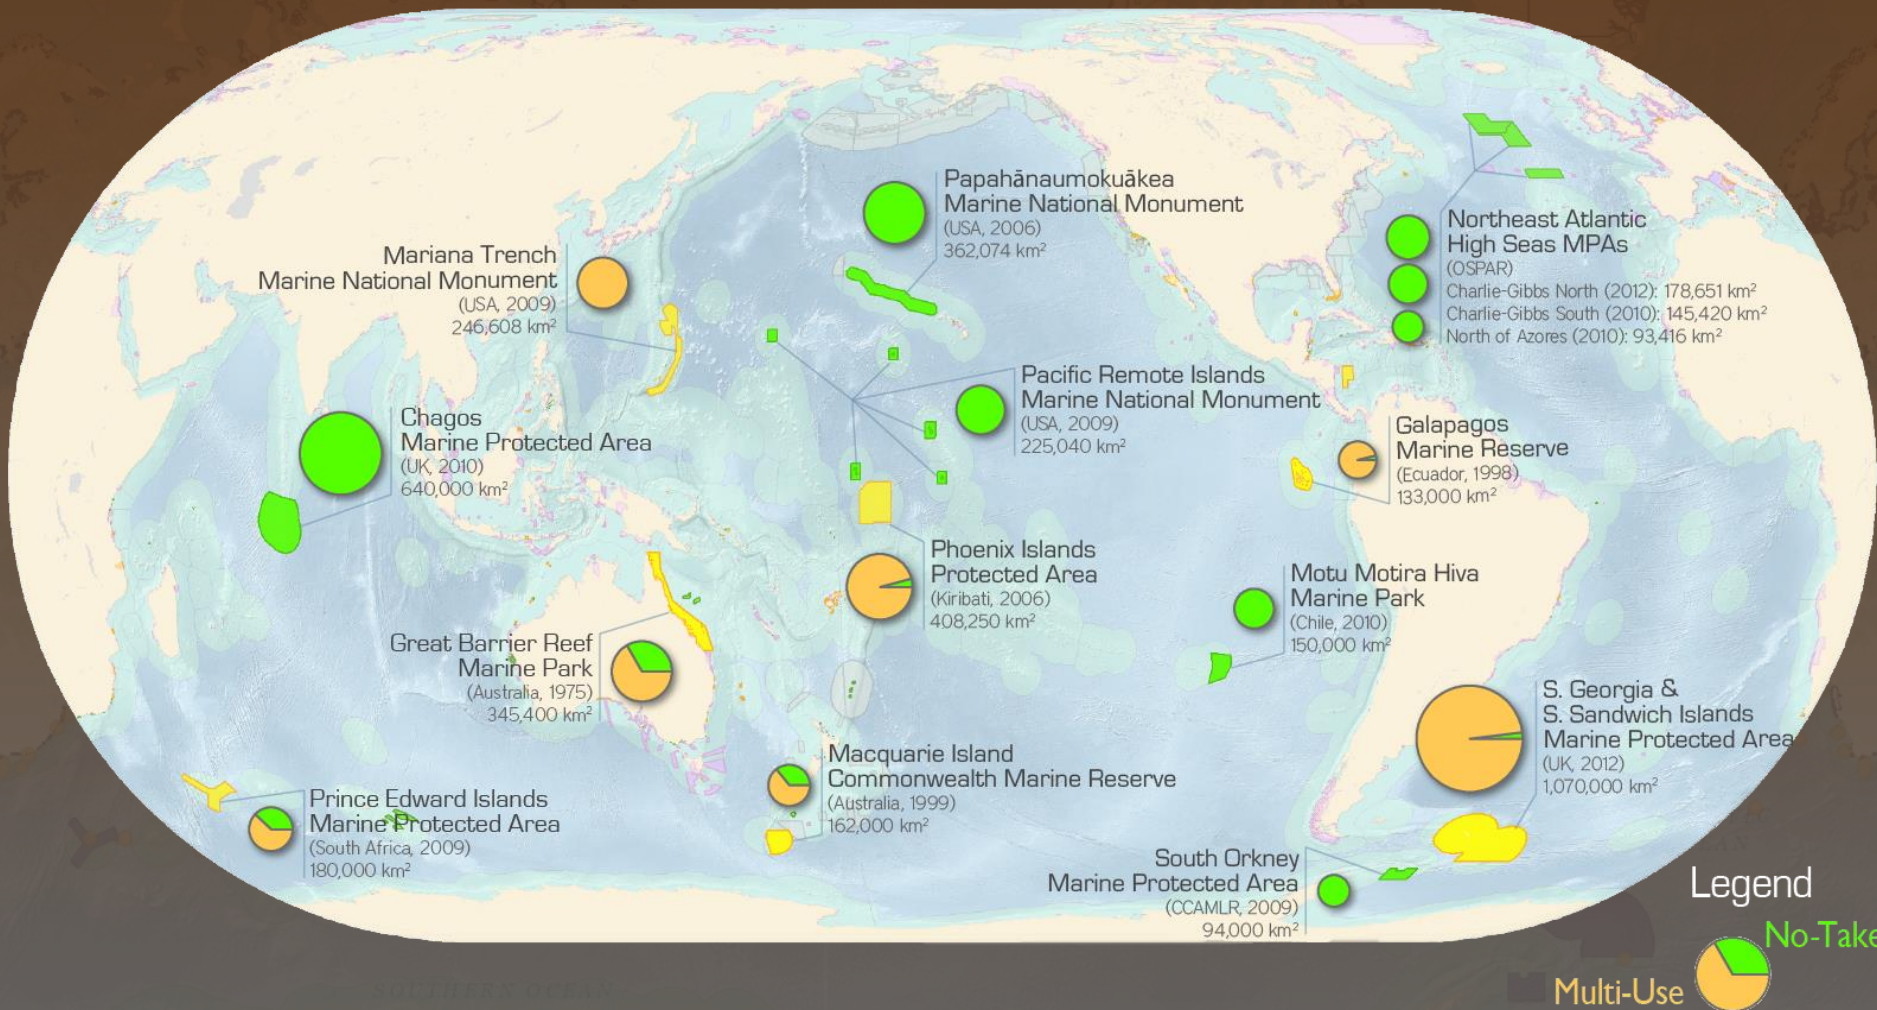 Papahānaumokuākea
Marine National Monument
(USA, 2006)
362,074 km²
Mariana Trench
Marine National Monument
(USA, 2009)
246,608 km²
Northeast Atlantic
High Seas MPAs
(OSPAR)
Charlie-Gibbs North (2012): 178,651 km²
Charlie-Gibbs South (2010): 145,420 km²
North of Azores (2010): 93,416 km²
Pacific Remote Islands
Marine National Monument
(USA, 2009)
225,040 km²
Chagos
Marine Protected Area
(UK, 2010)
640,000 km²
Galapagos
Marine Reserve
(Ecuador, 1998)
133,000 km²
Phoenix Islands
Protected Area
(Kiribati, 2006)
408,250 km²
Motu Motira Hiva
Marine Park
(Chile, 2010)
150,000 km²
Great Barrier Reef
Marine Park
(Australia, 1975)
345,400 km²
S. Georgia &
S. Sandwich Islands
Marine Protected Area
(UK, 2012)
1,070,000 km²
Macquarie Island
Commonwealth Marine Reserve
(Australia, 1999)
162,000 km²
Prince Edward Islands
Marine Protected Area
(South Africa, 2009)
180,000 km²
South Orkney
Marine Protected Area
(CCAMLR, 2009)
94,000 km²
Legend
No-Take
Multi-Use
SOUTHERN OCEAN